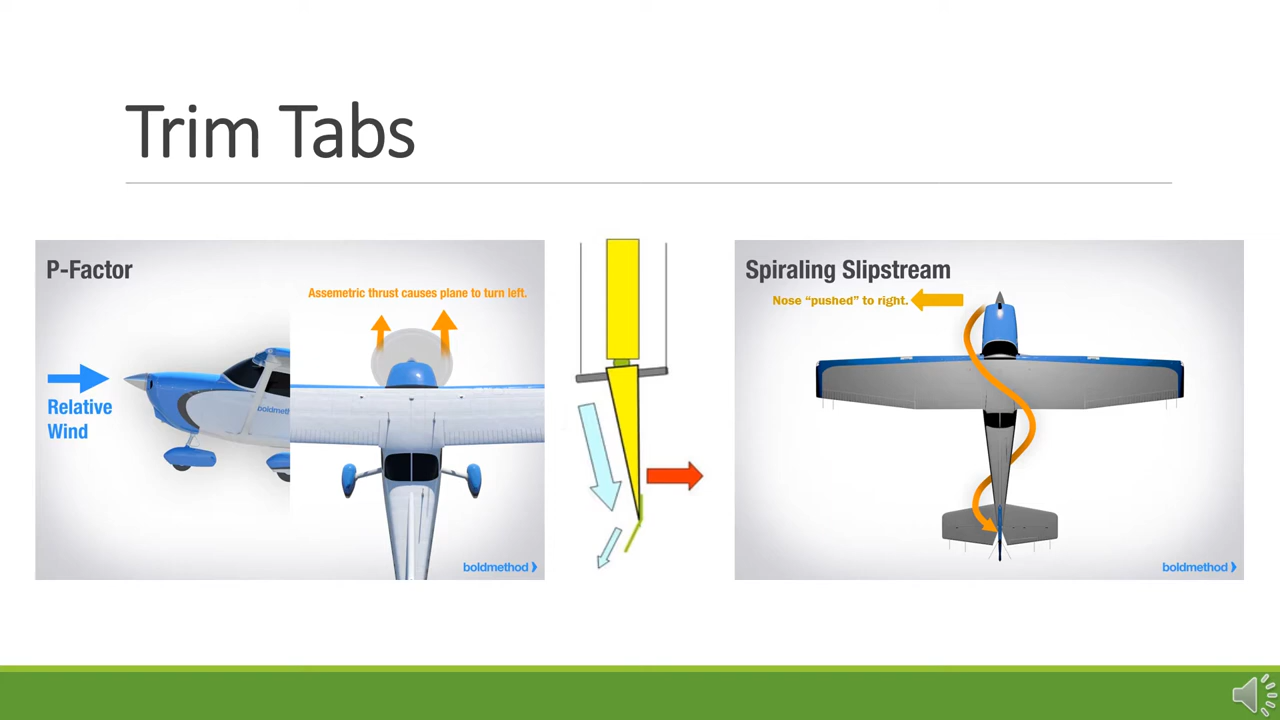 Trim Tabs
P-Factor
Assemetric thrust causes plane to turn left.
Relative
Wind
boldmeth
boldmethod
Spiraling Slipstream
Nose "pushed" to right.
boldmethod